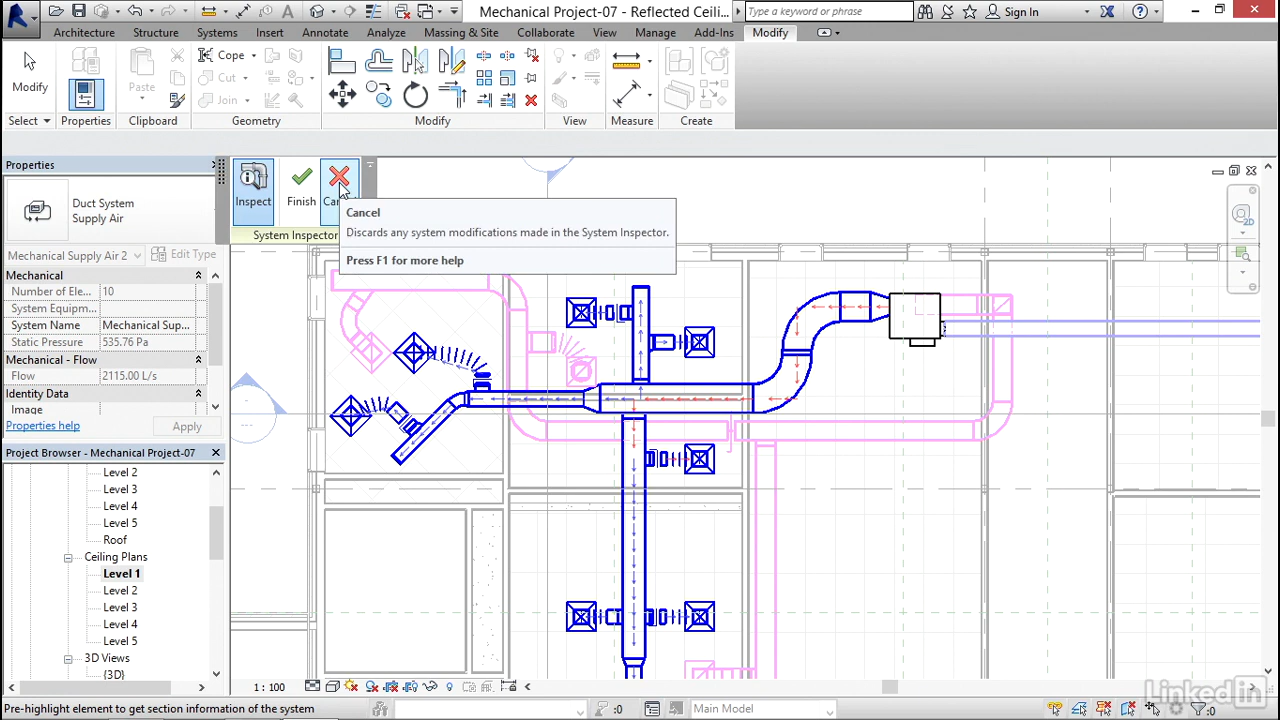 Mechanical Project-07 - Reflected Ceili...
Type a keyword or phrase
Sign In
Architecture Structure Systems Insert Annotate Analyze Massing & Site Collaborate View Manage Add-Ins Modify
Modify
Paste
Cope
Cut
Join
Select Properties Clipboard Geometry Modify View Measure Create
Properties
Duct System
Supply Air
Mechanical Supply Air 2 Edit Type
Mechanical
Number of Ele... 10
System Equipm...
System Name Mechanical Sup...
Static Pressure 535.76 Pa
Mechanical - Flow
Flow 2115.00 L/s
Identity Data
Image
Properties help Apply
Inspect Finish Can
System Inspector
Cancel
Discards any system modifications made in the System Inspector.
Press F1 for more help
2D
Project Browser - Mechanical Project-07
Level 2
Level 3
Level 4
Level 5
Roof
Ceiling Plans
Level 1
Level 2
Level 3
Level 4
Level 5
3D Views
{3D}
1 : 100
Pre-highlight element to get section information of the system
:0
Main Model
:0
Linked in